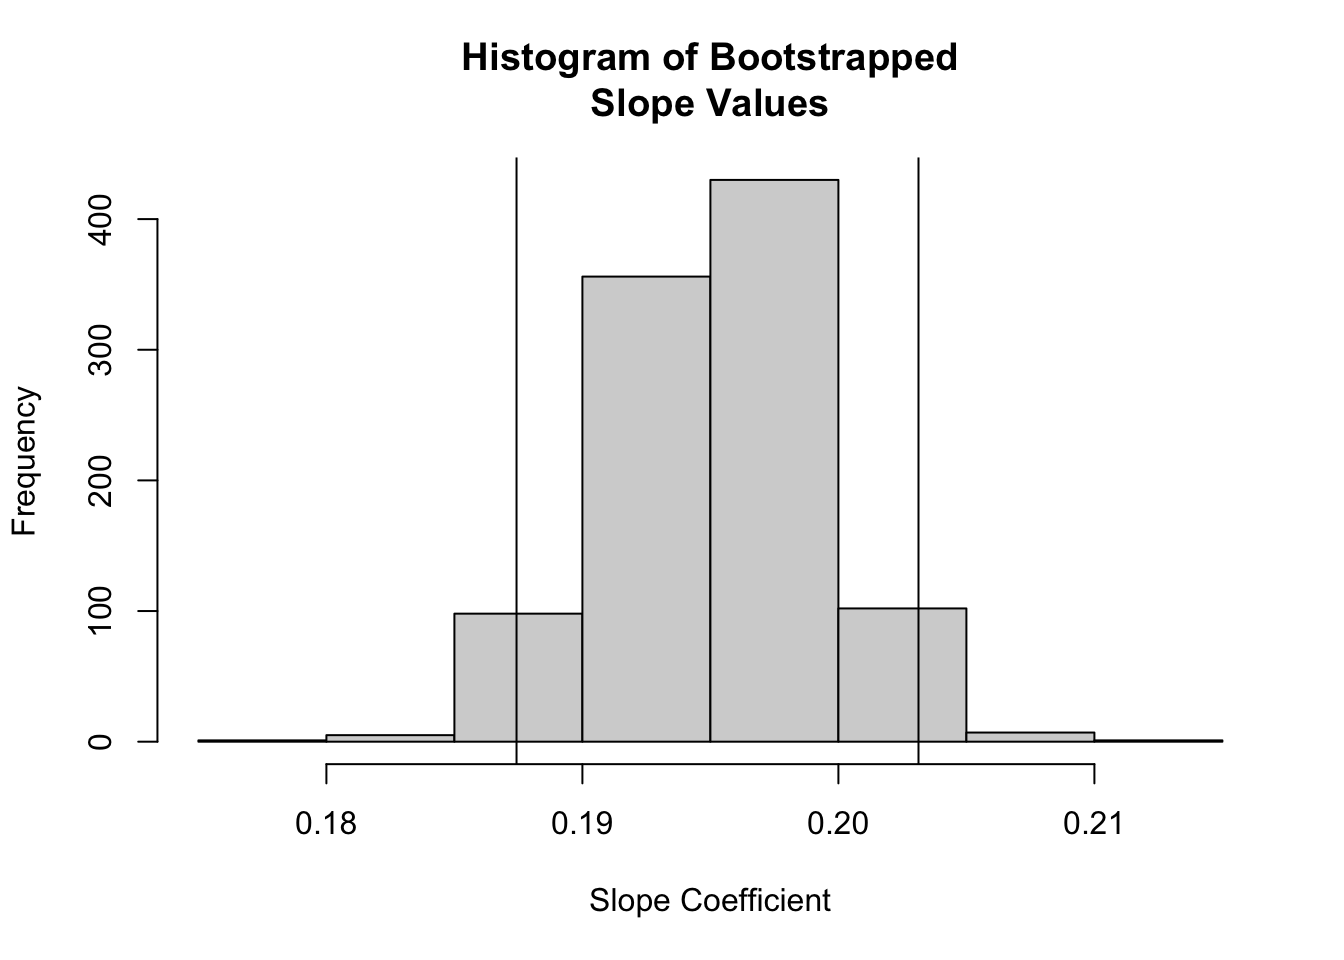 Histogram of Bootstrapped
Slope Values
400
300
200
100
0
Frequency
0.18 0.19 0.20 0.21
Slope Coefficient